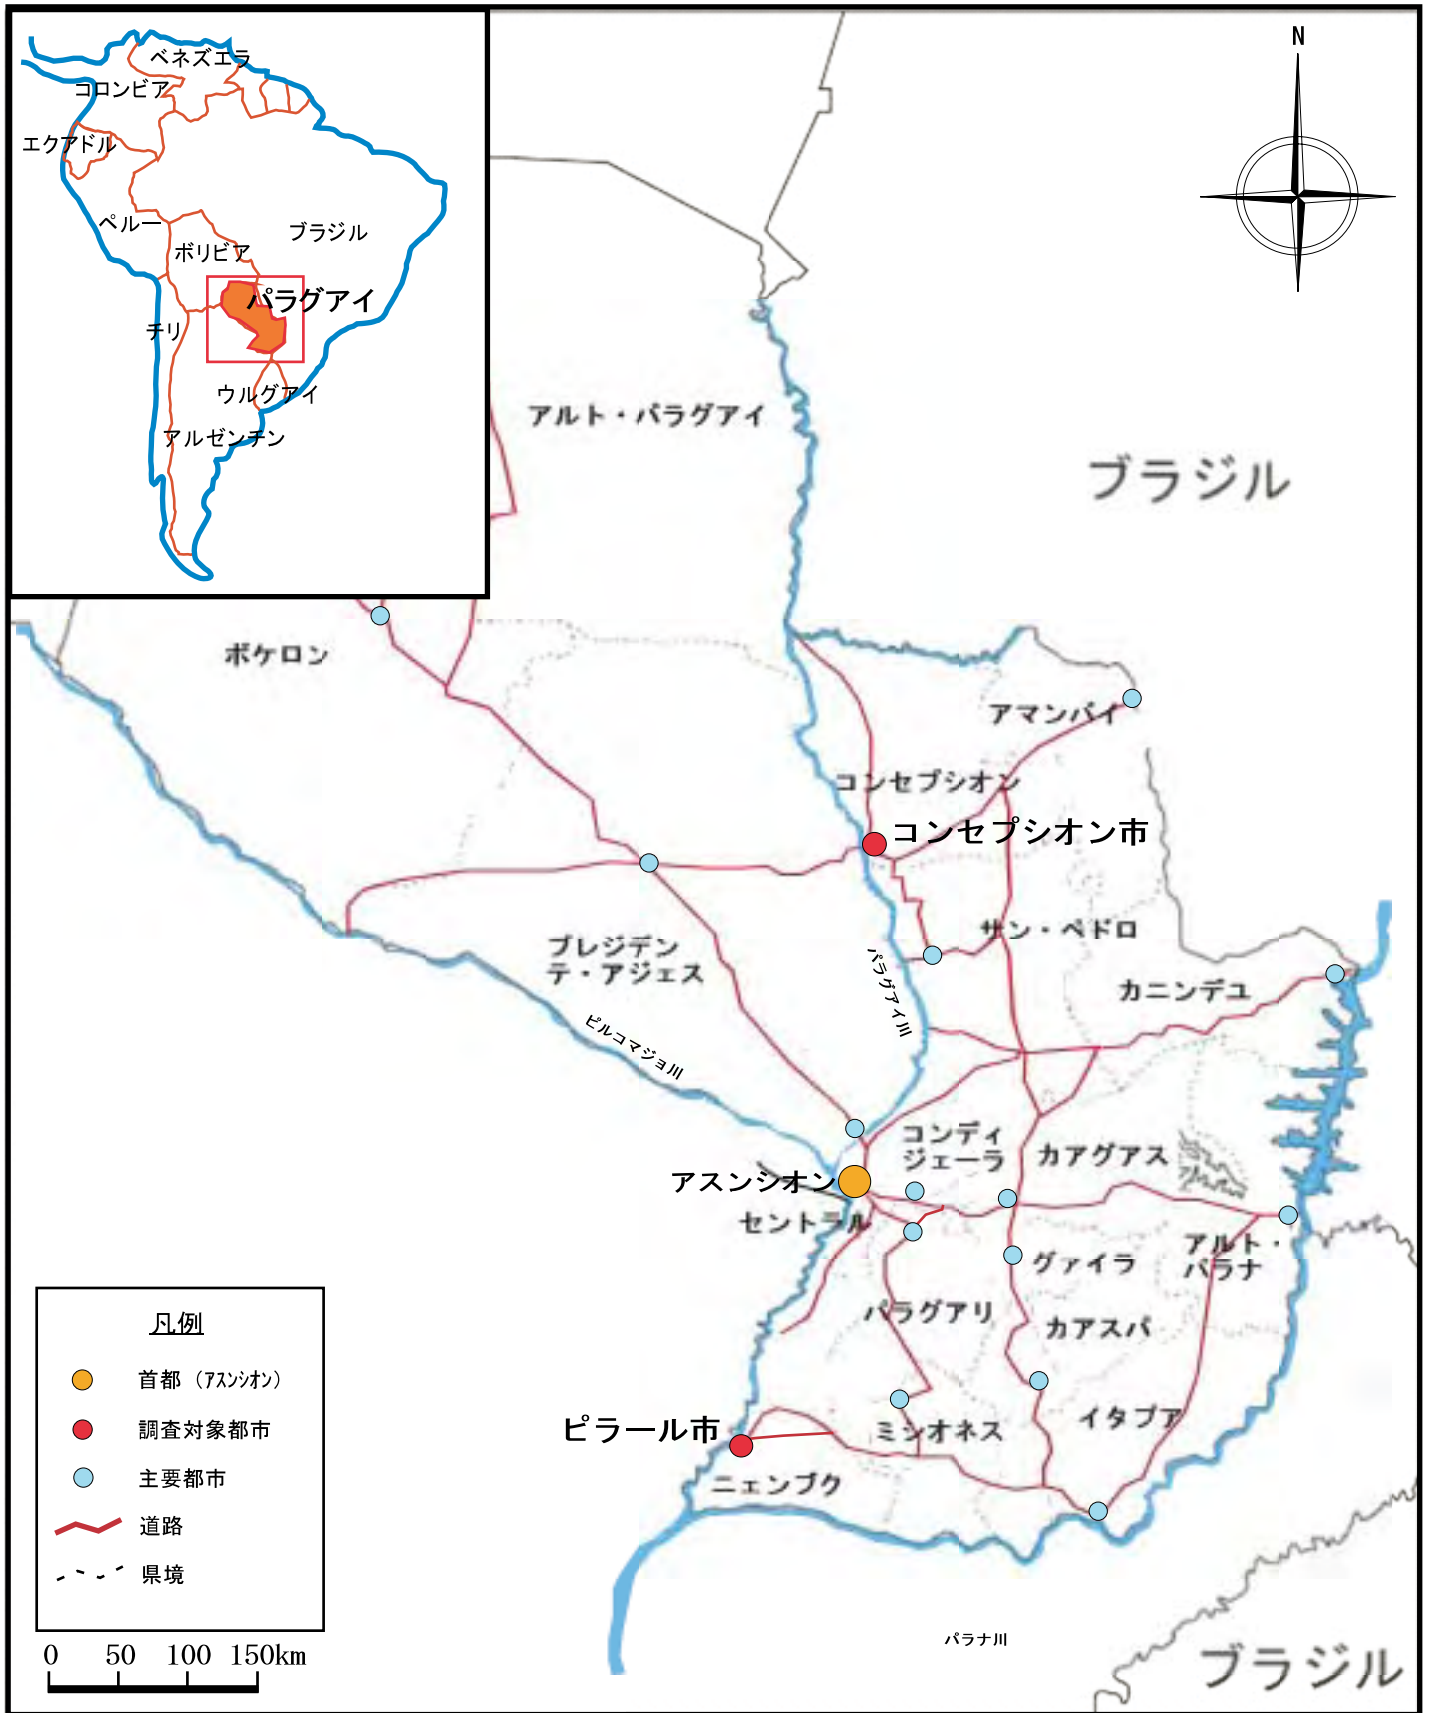 ベネズエラ
コロンビア
エクアドル
ペルー
ブラジル
ボリビア
パラグアイ
チリ
ウルグアイ
アルゼンチン
N
アルト・パラグアイ
ブラジル
ボケロン
アマンバイ
コンセプシオン
コンセプシオン市
サン・ペドロ
プレジデン
テ・アジェス
パラグアイ川
カニンデユ
ピルコマジョ川
コンディ
ジェーラ
カアグアス
アスンシオン
セントラル
グァイラ
アルト・
パラナ
パラグアリ
カアスパ
イタプア
ピラール市
ミシオネス
ニェンブク
パラナ川
ブラジル
凡例
首都（アスンシオン）
調査対象都市
主要都市
道路
県境
0 50 100 150km